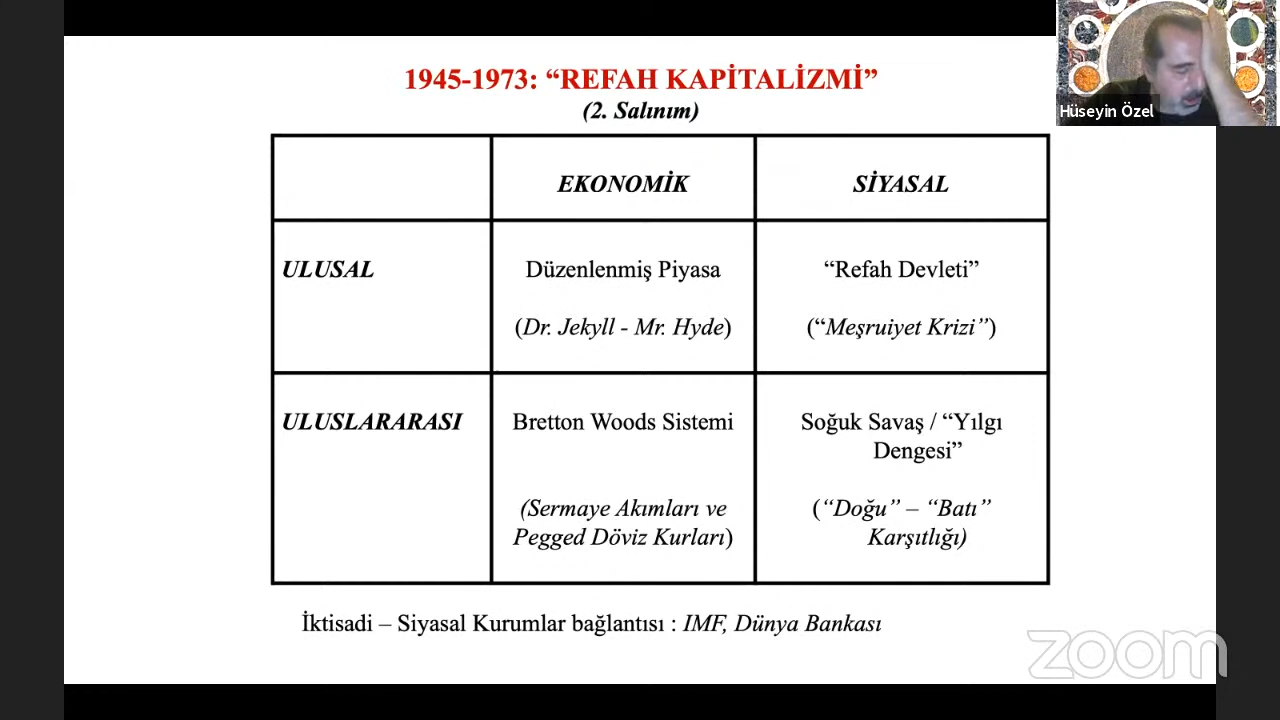 1945-1973: “REFAH KAPİTALİZMİ”
(2. Salınım)
Hüseyin Özel
EKONOMİK
SİYASAL
ULUSAL
Düzenlenmiş Piyasa
(Dr. Jekyll - Mr. Hyde)
“Refah Devleti”
(“Meşruiyet Krizi”)
ULUSLARARASI
Bretton Woods Sistemi
(Sermaye Akımları ve
Pegged Döviz Kurları)
Soğuk Savaş / “Yılgı
Dengesi”
(“Doğu” – “Batı”
Karşıtlığı)
İktisadi – Siyasal Kurumlar bağlantısı : IMF, Dünya Bankası
zoom